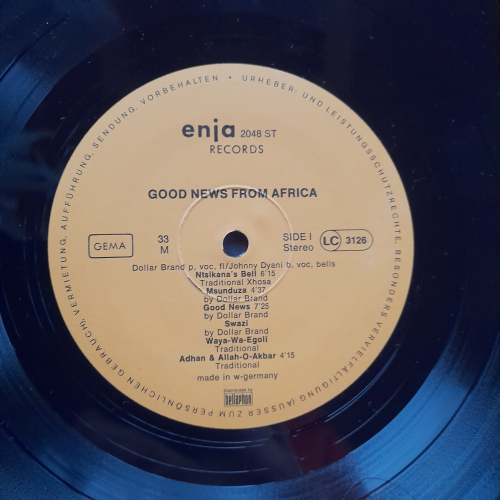 URHEBER- UND LEISTUNGSSCHUTZRECHTE, BESONDERS VERVIELFÄLTIGUNG (AUSSER ZUM PERSÖNLICHEN GEBRAUCH), VERMIETUNG, AUFFÜHRUNG, SENDUNG, VORBEHALTEN •
enja 2048 ST
RECORDS
GOOD NEWS FROM AFRICA
GEMA
33
M
SIDE I
Stereo
LC 3126
Dollar Brand p, voc, fl/Johnny Dyani b, voc, bells
Ntsikana's Bell 6'15
Traditional Xhosa
Msunduza 4'37
by Dollar Brand
Good News 7'25
by Dollar Brand
Swazi
by Dollar Brand
Waya-Wa-Egoli
Traditional
Adhan & Allah-O-Akbar 4'15
Traditional
made in w-germany
Distributed by
bellaphon